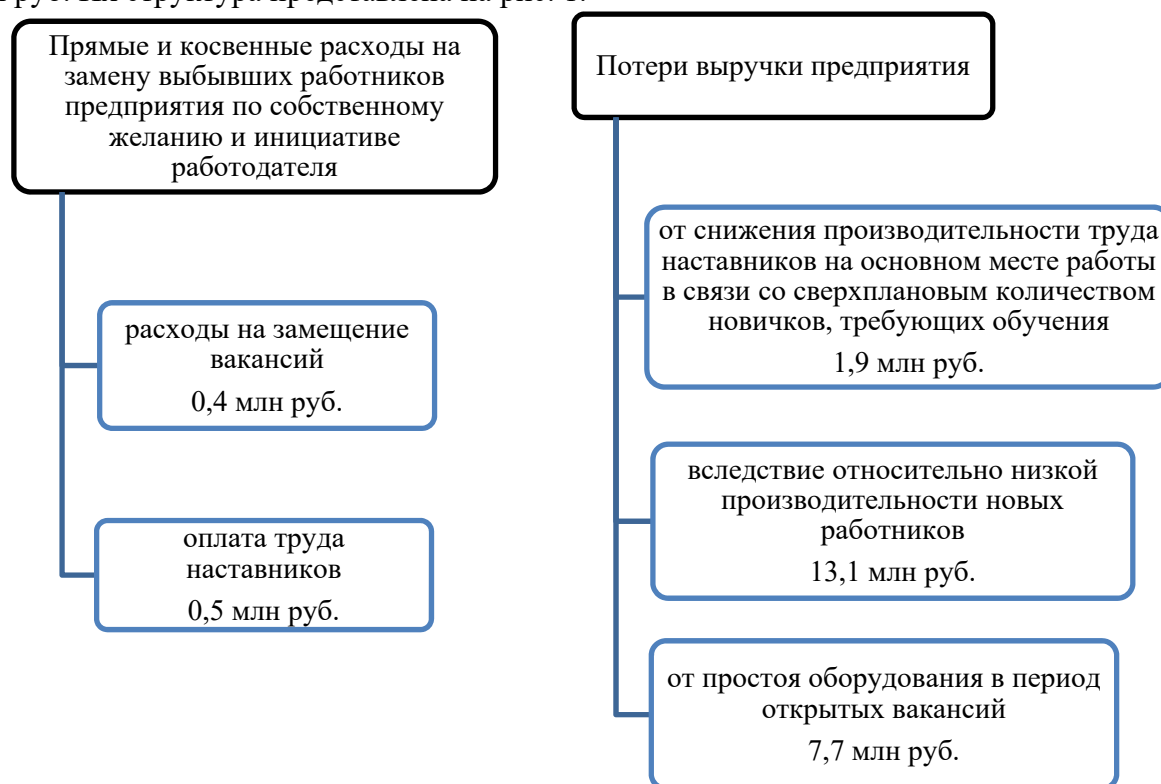 Прямые и косвенные расходы на
замену выбывших работников
предприятия по собственному
желанию и инициативе
работодателя
расходы на замещение
вакансий
0,4 млн руб.
оплата труда
наставников
0,5 млн руб.
Потери выручки предприятия
от снижения производительности труда
наставников на основном месте работы
в связи со сверхплановым количеством
новичков, требующих обучения
1,9 млн руб.
вследствие относительно низкой
производительности новых
работников
13,1 млн руб.
от простоя оборудования в период
открытых вакансий
7,7 млн руб.